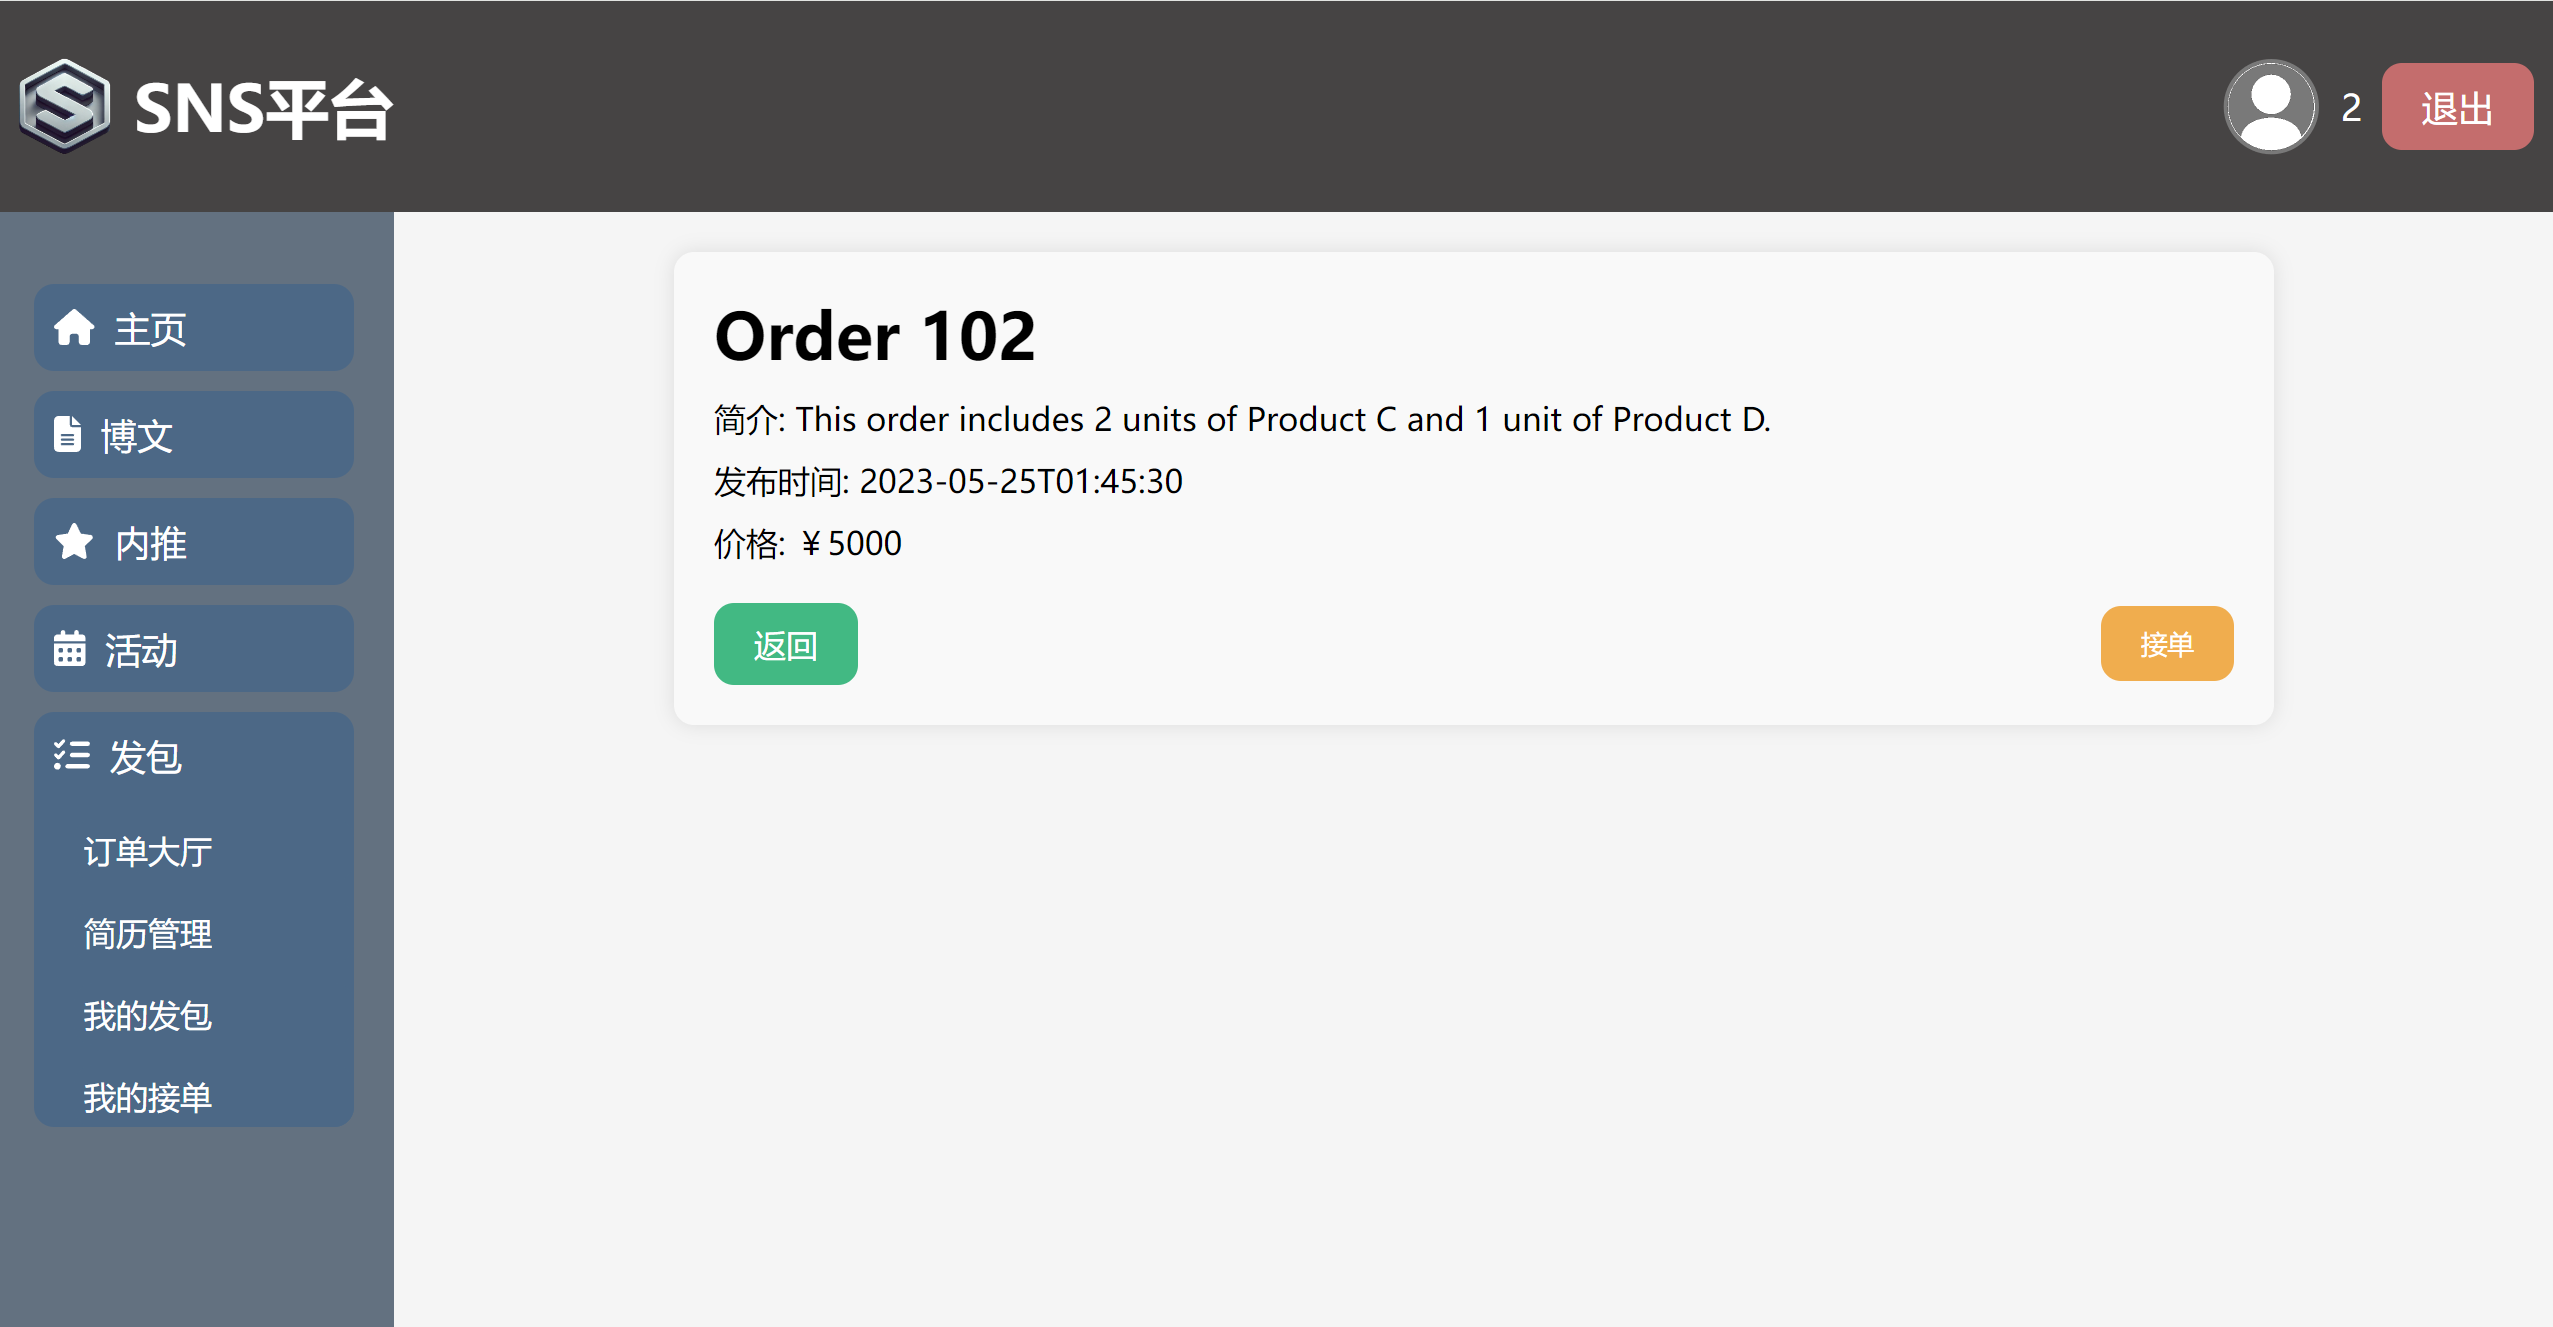 SNS平台
2
退出
主页
博文
内推
活动
发包
订单大厅
简历管理
我的发包
我的接单
Order 102
简介: This order includes 2 units of Product C and 1 unit of Product D.
发布时间: 2023-05-25T01:45:30
价格: ￥5000
返回
接单